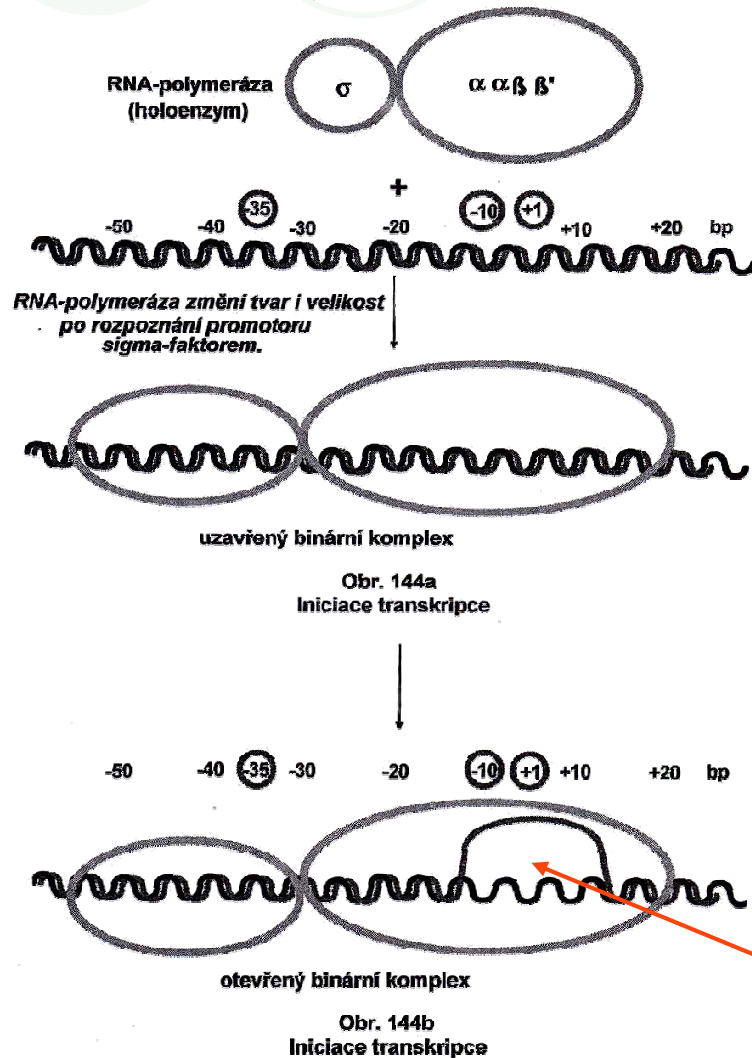 RNA-polymeráza
(holoenzym)
σ
α α ß ß'
+
-50 -40 -35 -30 -20 -10 +1 +10 +20 bp
RNA-polymeráza změní tvar i velikost
po rozpoznání promotoru
sigma-faktorem.
uzavřený binární komplex
Obr. 144a
Iniciace transkripce
-50 -40 -35 -30 -20 -10 +1 +10 +20 bp
otevřený binární komplex
Obr. 144b
Iniciace transkripce